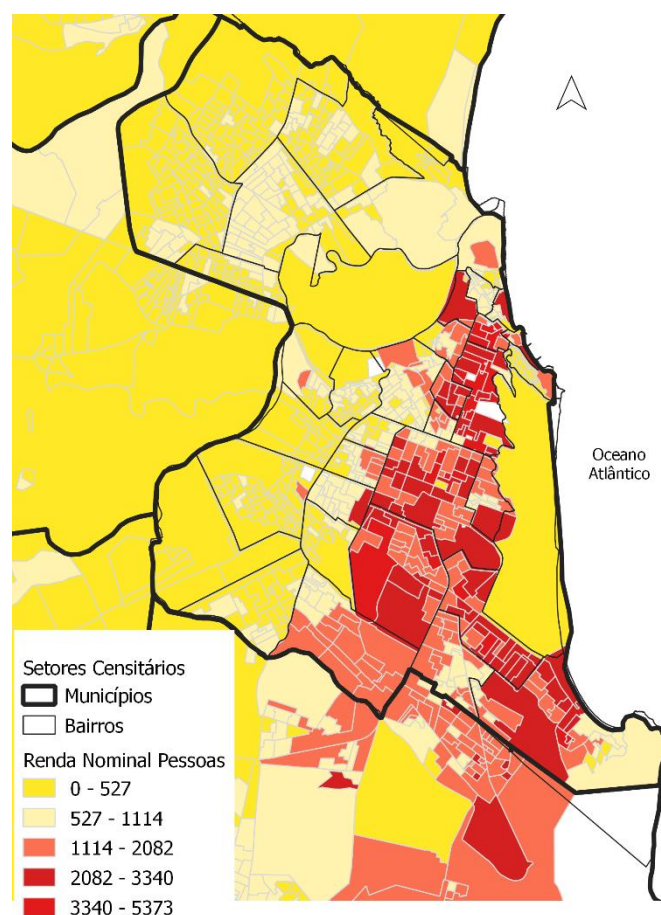 Oceano
Atlântico
Setores Censitários
Municípios
Bairros
Renda Nominal Pessoas
0 - 527
527 - 1114
1114 - 2082
2082 - 3340
3340 - 5373